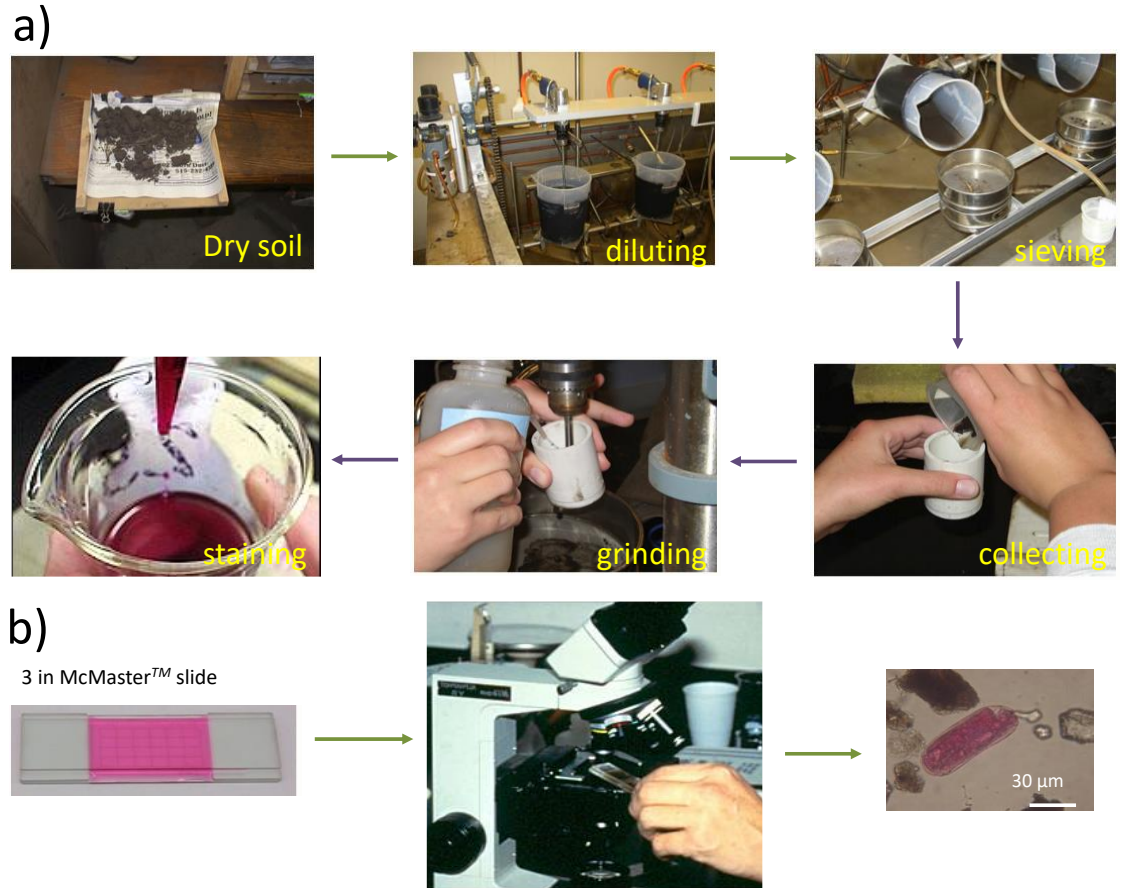 a)
Dry soil
diluting
sieving
staining
grinding
collecting
b)
3 in McMaster™ slide
30 µm